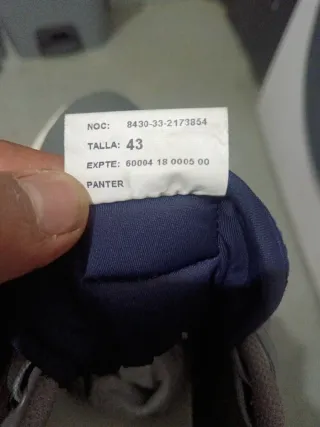 NOC: 8430-33-2173854
TALLA: 43
EXPTE: 60004 18 0005 00
PANTER